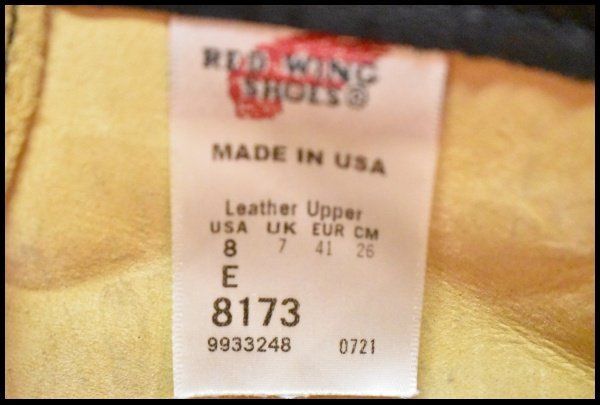 RED WING
SHOES®
MADE IN USA
Leather Upper
USA UK EUR CM
8 7 41 26
E
8173
9933248 0721